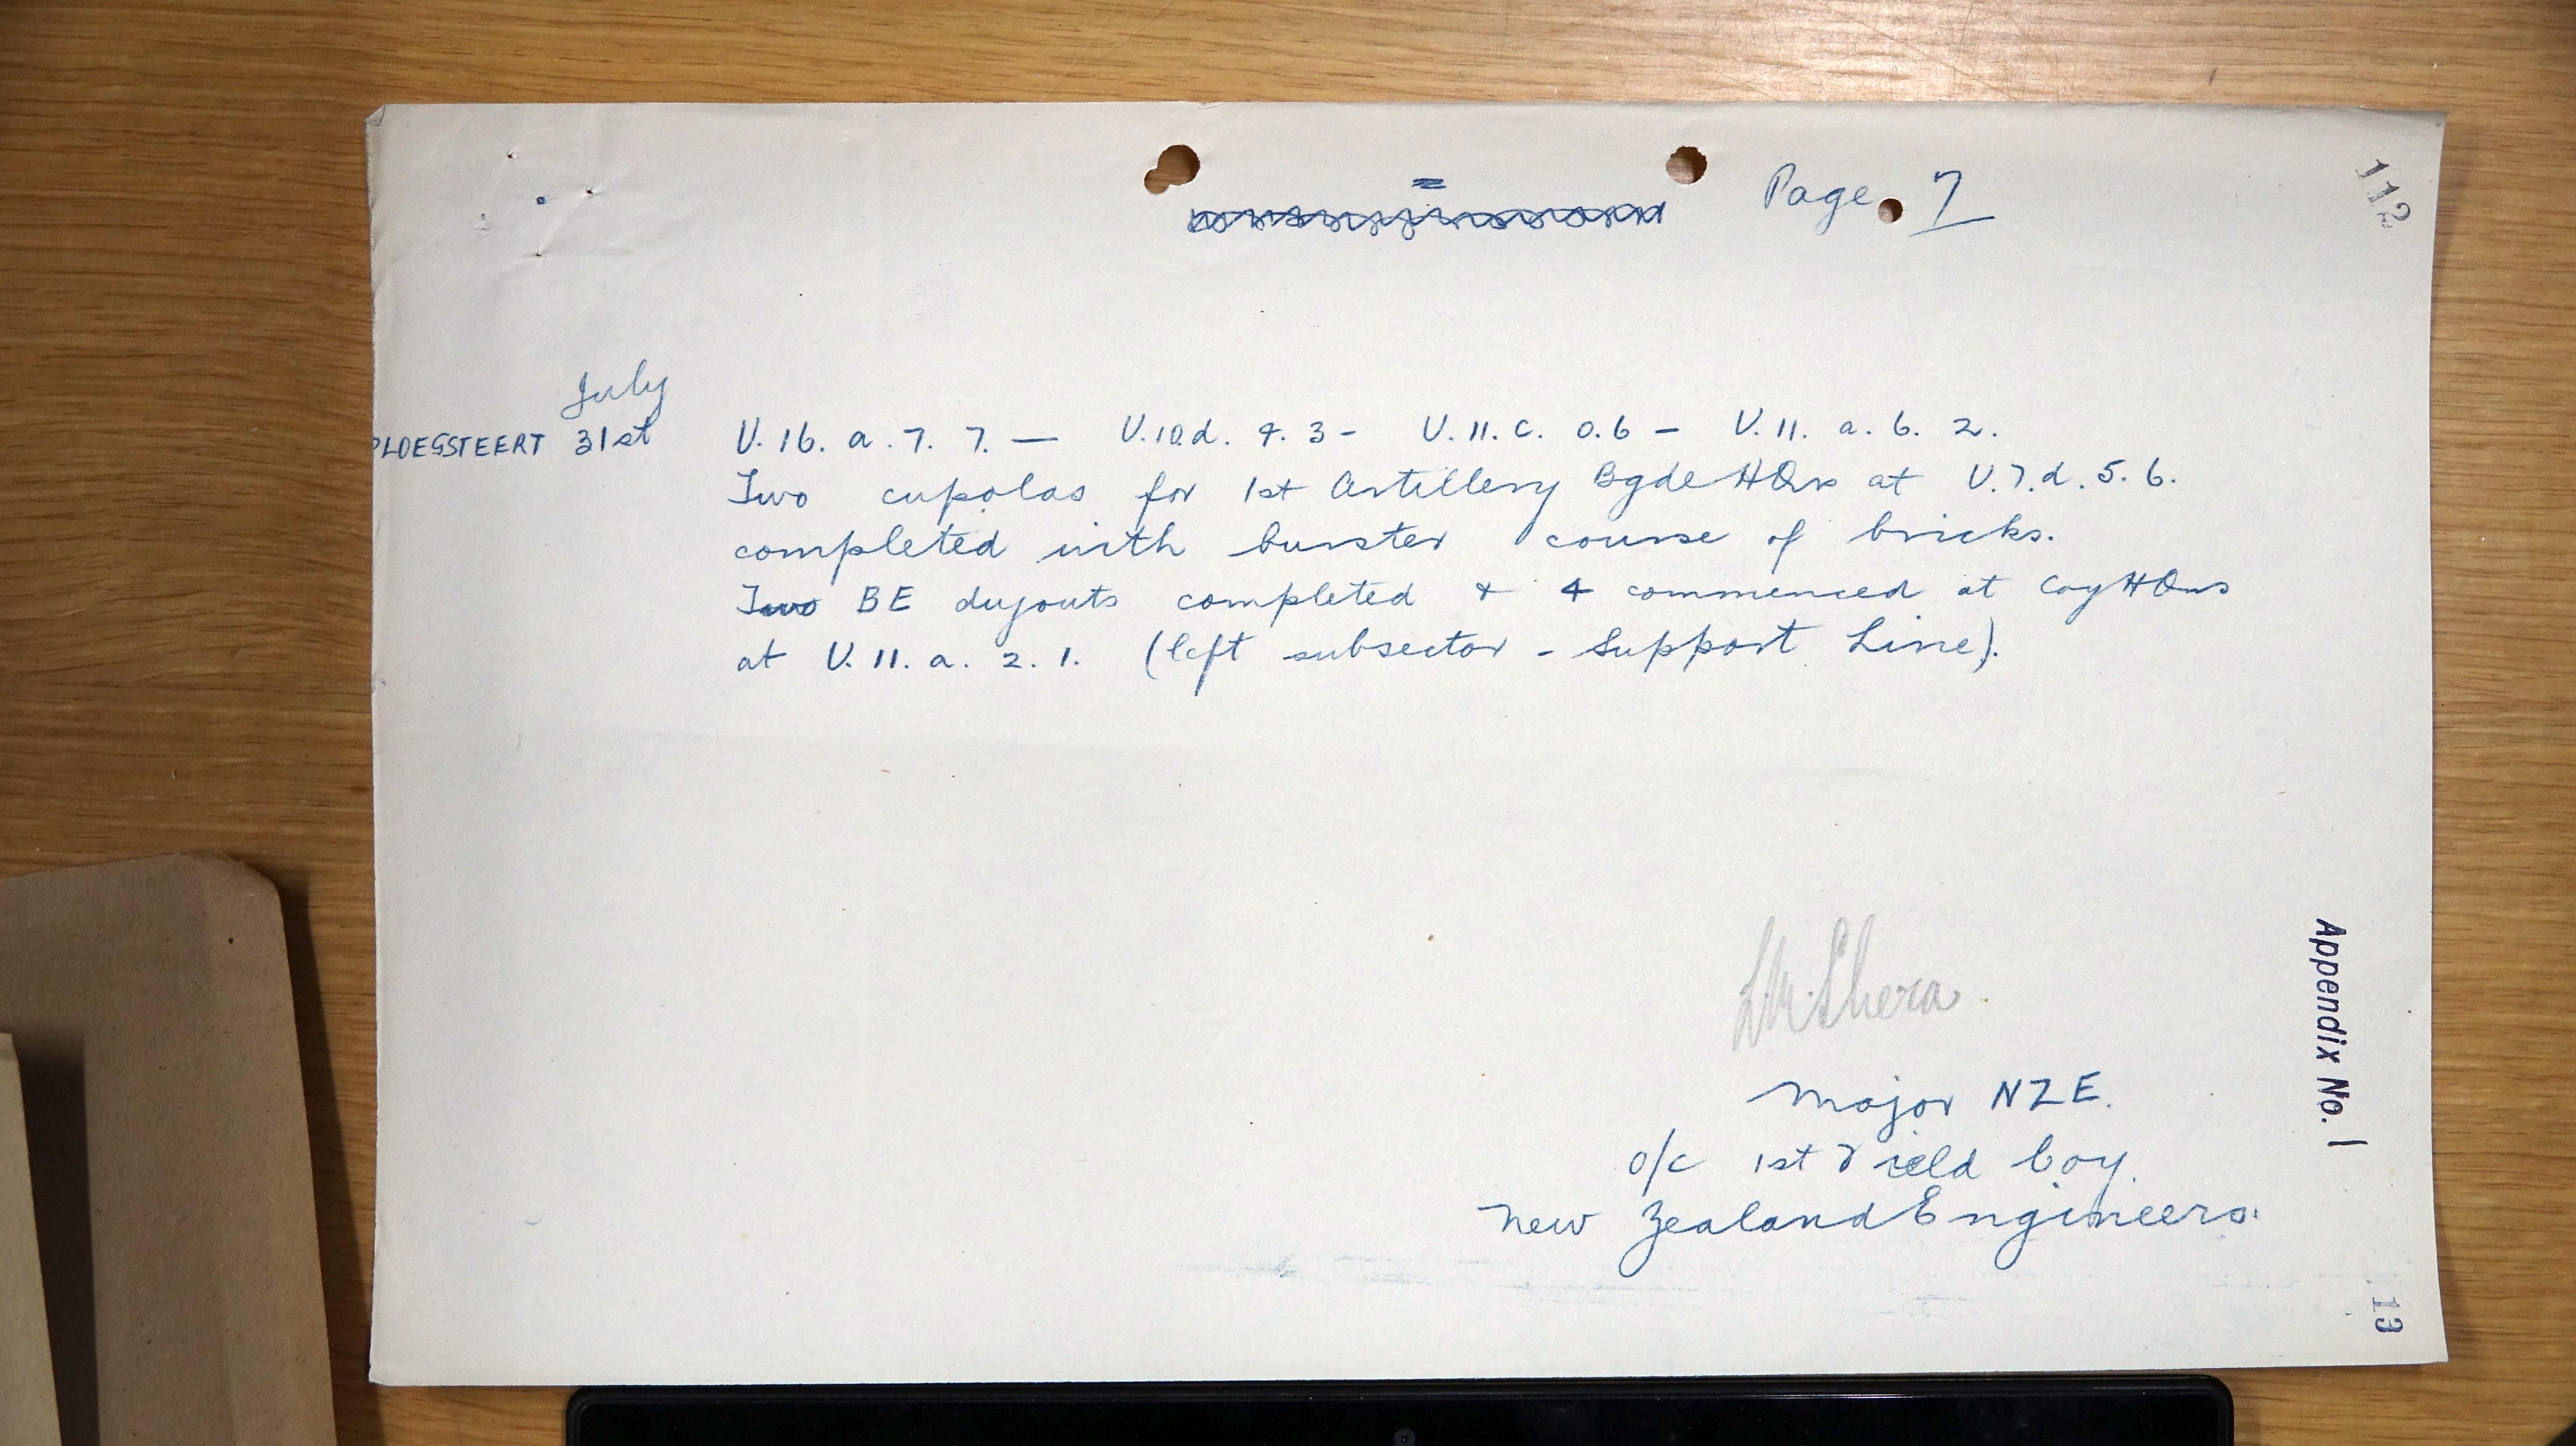 Page. 7
112
July
PLOEGSTEERT 31st U. 16. a. 7. 7. — U.10.d. 9. 3 - U. 11. c. 0.6 - U. 11. a. 6. 2.
Two cupolas for 1st Artillery Bgde HQrs at U.7.d.5.6.
completed with burster course of bricks.
Two BE dugouts completed + 4 commenced at Coy HQrs
at U. 11. a. 2. 1. (left subsector - Support Line).
LM Shera
Major NZE.
o/c 1st Field Coy.
New Zealand Engineers.
Appendix No. 1
13